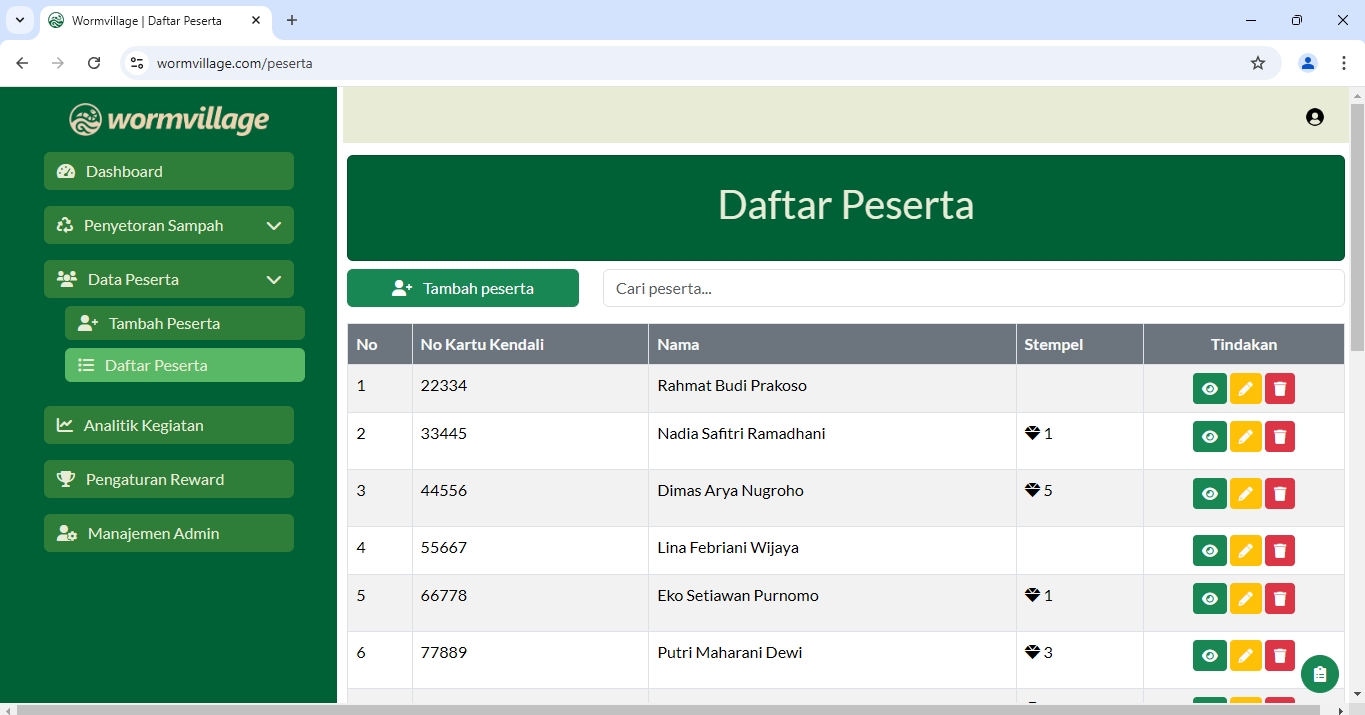 Wormvillage | Daftar Peserta
wormvillage.com/peserta
wormvillage
Dashboard
Penyetoran Sampah
Data Peserta
Tambah Peserta
Daftar Peserta
Analitik Kegiatan
Pengaturan Reward
Manajemen Admin
Daftar Peserta
Tambah peserta
Cari peserta...
No No Kartu Kendali Nama Stempel Tindakan
1 22334 Rahmat Budi Prakoso
2 33445 Nadia Safitri Ramadhani 1
3 44556 Dimas Arya Nugroho 5
4 55667 Lina Febriani Wijaya
5 66778 Eko Setiawan Purnomo 1
6 77889 Putri Maharani Dewi 3